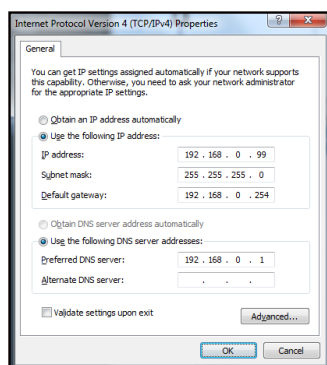 Internet Protocol Version 4 (TCP/IPv4) Properties
General
You can get IP settings assigned automatically if your network supports
this capability. Otherwise, you need to ask your network administrator
for the appropriate IP settings.
Obtain an IP address automatically
Use the following IP address:
IP address: 192 . 168 . 0 . 99
Subnet mask: 255 . 255 . 255 . 0
Default gateway: 192 . 168 . 0 . 254
Obtain DNS server address automatically
Use the following DNS server addresses:
Preferred DNS server: 192 . 168 . 0 . 1
Alternate DNS server: . . .
Validate settings upon exit
Advanced...
OK Cancel